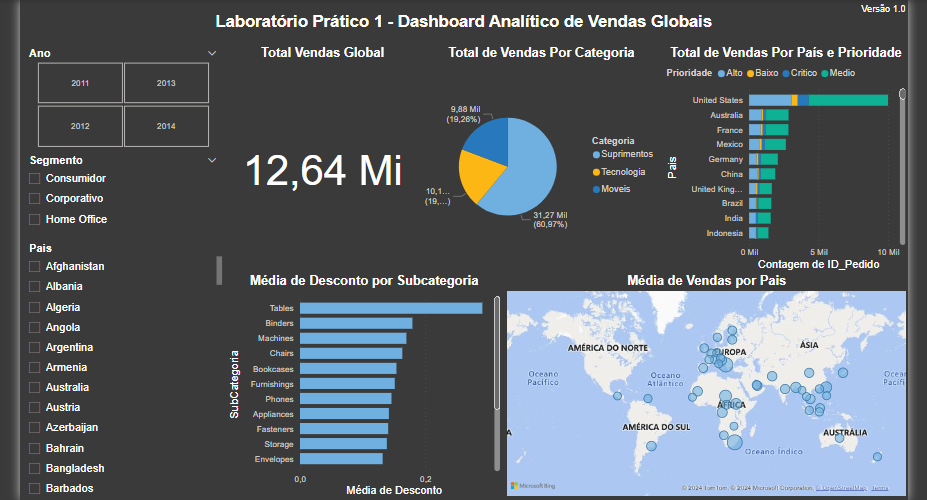 Versão 1.0
Laboratório Prático 1 - Dashboard Analítico de Vendas Globais
Ano
2011
2013
2012
2014
Segmento
Consumidor
Corporativo
Home Office
Pais
Afghanistan
Albania
Algeria
Angola
Argentina
Armenia
Australia
Austria
Azerbaijan
Bahrain
Bangladesh
Barbados
Total Vendas Global
12,64 Mi
Total de Vendas Por Categoria
9,88 Mil
(19,26%)
10,1...
(19,...)
31,27 Mil
(60,97%)
Categoria
Suprimentos
Tecnologia
Moveis
Total de Vendas Por País e Prioridade
Prioridade Alto Baixo Critico Medio
Pais
United States
Australia
France
Mexico
Germany
China
United King...
Brazil
India
Indonesia
0 Mil 5 Mil 10 Mil
Contagem de ID_Pedido
Média de Desconto por Subcategoria
SubCategoria
Tables
Binders
Machines
Chairs
Bookcases
Furnishings
Phones
Appliances
Fasteners
Storage
Envelopes
0,0 0,2
Média de Desconto
Média de Vendas por Pais
AMÉRICA DO NORTE
EUROPA
ÁSIA
Oceano
Pacífico
Oceano
Atlântico
ÁFRICA
AMÉRICA DO SUL
AUSTRÁLIA
Oceano Índico
Microsoft Bing
© 2024 TomTom, © 2024 Microsoft Corporation, © OpenStreetMap Terms